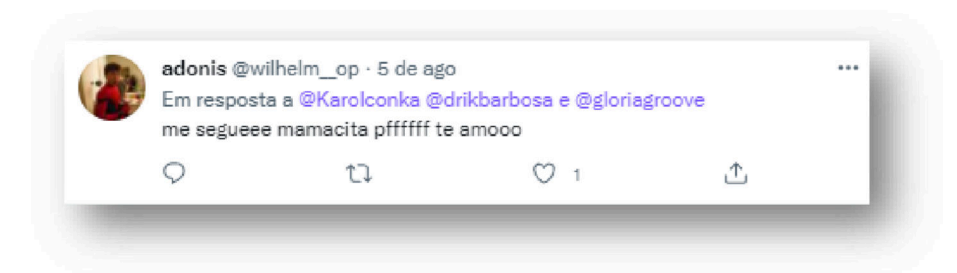 adonis @wilhelm__op · 5 de ago
Em resposta a @Karolconka @drikbarbosa e @gloriagroove
me segueee mamacita pffffff te amooo
1